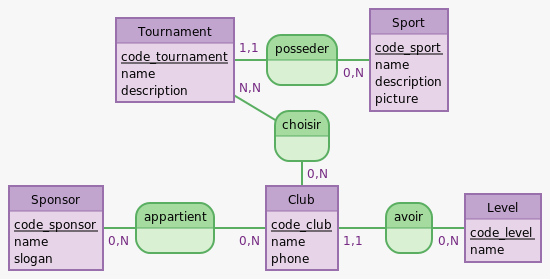 Tournament
code_tournament
name
description
1,1
posseder
0,N
Sport
code_sport
name
description
picture
N,N
choisir
0,N
Sponsor
code_sponsor
name
slogan
0,N
appartient
0,N
Club
code_club
name
phone
1,1
avoir
0,N
Level
code_level
name